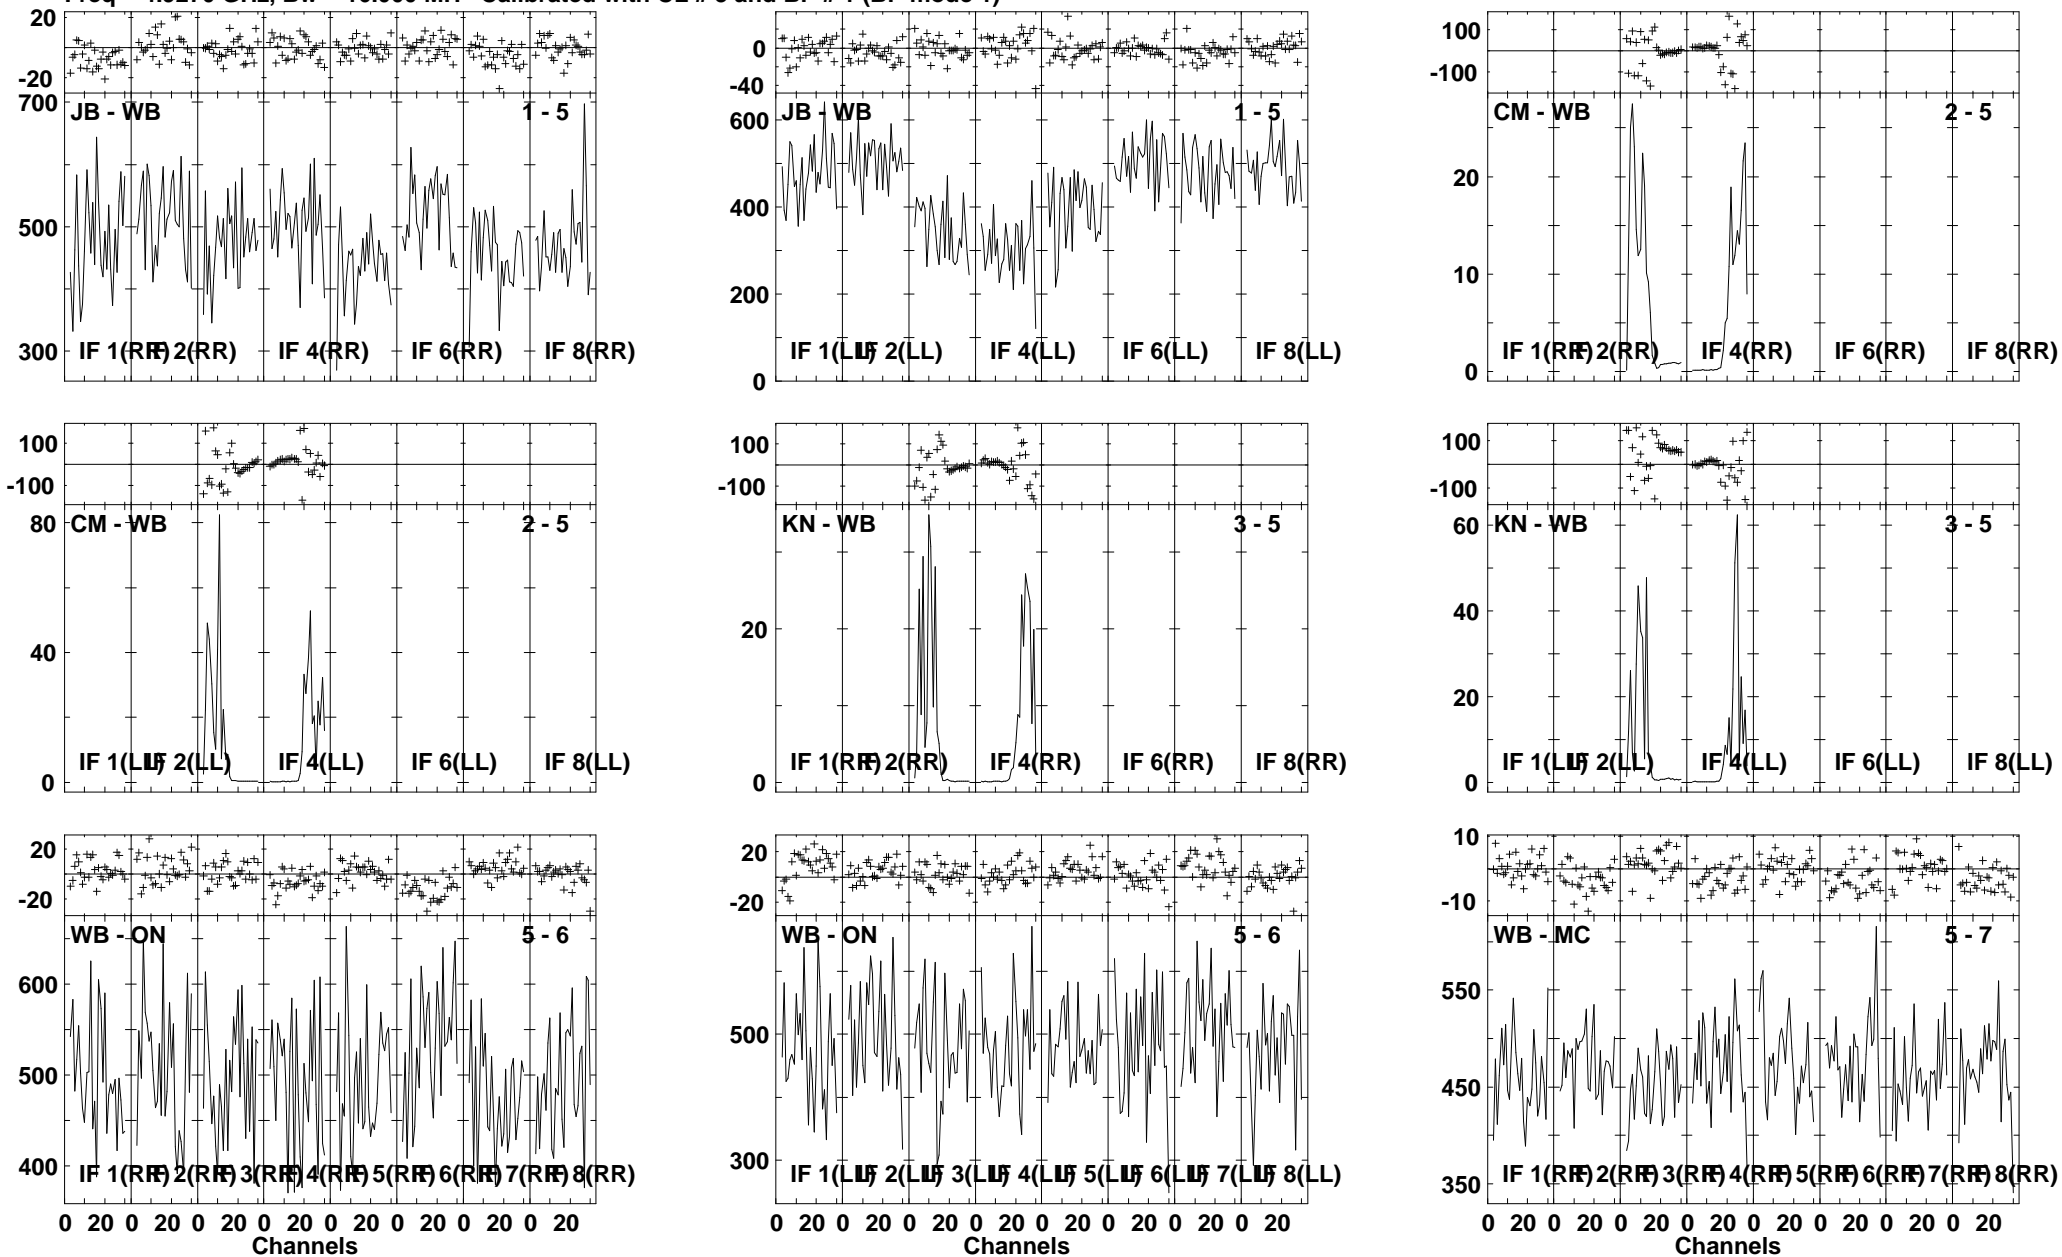 20
0
-20
700
500
300
JB - WB
1 - 5
IF 1(RR)
IF 2(RR)
IF 4(RR)
IF 6(RR)
IF 8(RR)
0
-40
600
400
200
0
JB - WB
1 - 5
IF 1(LL)
IF 2(LL)
IF 4(LL)
IF 6(LL)
IF 8(LL)
100
-100
20
10
0
CM - WB
2 - 5
IF 1(RR)
IF 2(RR)
IF 4(RR)
IF 6(RR)
IF 8(RR)
100
-100
80
40
0
CM - WB
2 - 5
IF 1(LL)
IF 2(LL)
IF 4(LL)
IF 6(LL)
IF 8(LL)
100
-100
20
0
KN - WB
3 - 5
IF 1(RR)
IF 2(RR)
IF 4(RR)
IF 6(RR)
IF 8(RR)
100
-100
60
40
20
0
KN - WB
3 - 5
IF 1(LL)
IF 2(LL)
IF 4(LL)
IF 6(LL)
IF 8(LL)
20
0
-20
600
500
400
WB - ON
5 - 6
IF 1(RR)
IF 2(RR)
IF 3(RR)
IF 4(RR)
IF 5(RR)
IF 6(RR)
IF 7(RR)
IF 8(RR)
0 20 0 20 0 20 0 20 0 20 0 20 0 20 0 20
Channels
20
0
-20
500
300
WB - ON
5 - 6
IF 1(LL)
IF 2(LL)
IF 3(LL)
IF 4(LL)
IF 5(LL)
IF 6(LL)
IF 7(LL)
IF 8(LL)
0 20 0 20 0 20 0 20 0 20 0 20 0 20 0 20
Channels
10
0
-10
550
450
350
WB - MC
5 - 7
IF 1(RR)
IF 2(RR)
IF 3(RR)
IF 4(RR)
IF 5(RR)
IF 6(RR)
IF 7(RR)
IF 8(RR)
0 20 0 20 0 20 0 20 0 20 0 20 0 20 0 20
Channels